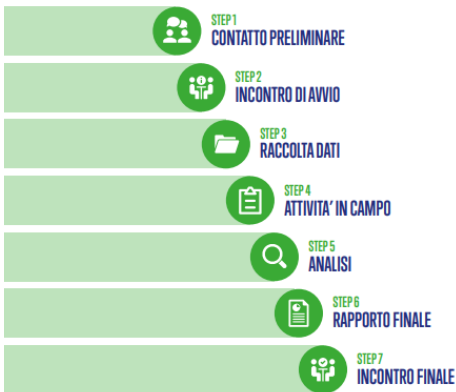 STEP 1
CONTATTO PRELIMINARE
STEP 2
INCONTRO DI AVVIO
STEP 3
RACCOLTA DATI
STEP 4
ATTIVITA' IN CAMPO
STEP 5
ANALISI
STEP 6
RAPPORTO FINALE
STEP 7
INCONTRO FINALE